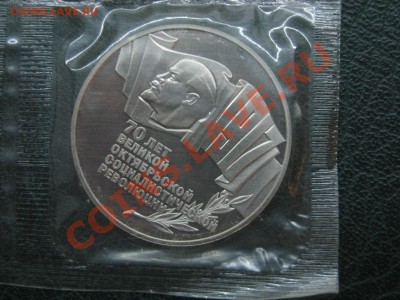 COINS.LAVE.RU
70 ЛЕТ
ВЕЛИКОЙ
ОКТЯБРЬСКОЙ
СОЦИАЛИСТИЧЕСКОЙ
РЕВОЛЮЦИИ
COINS.LAVE.RU